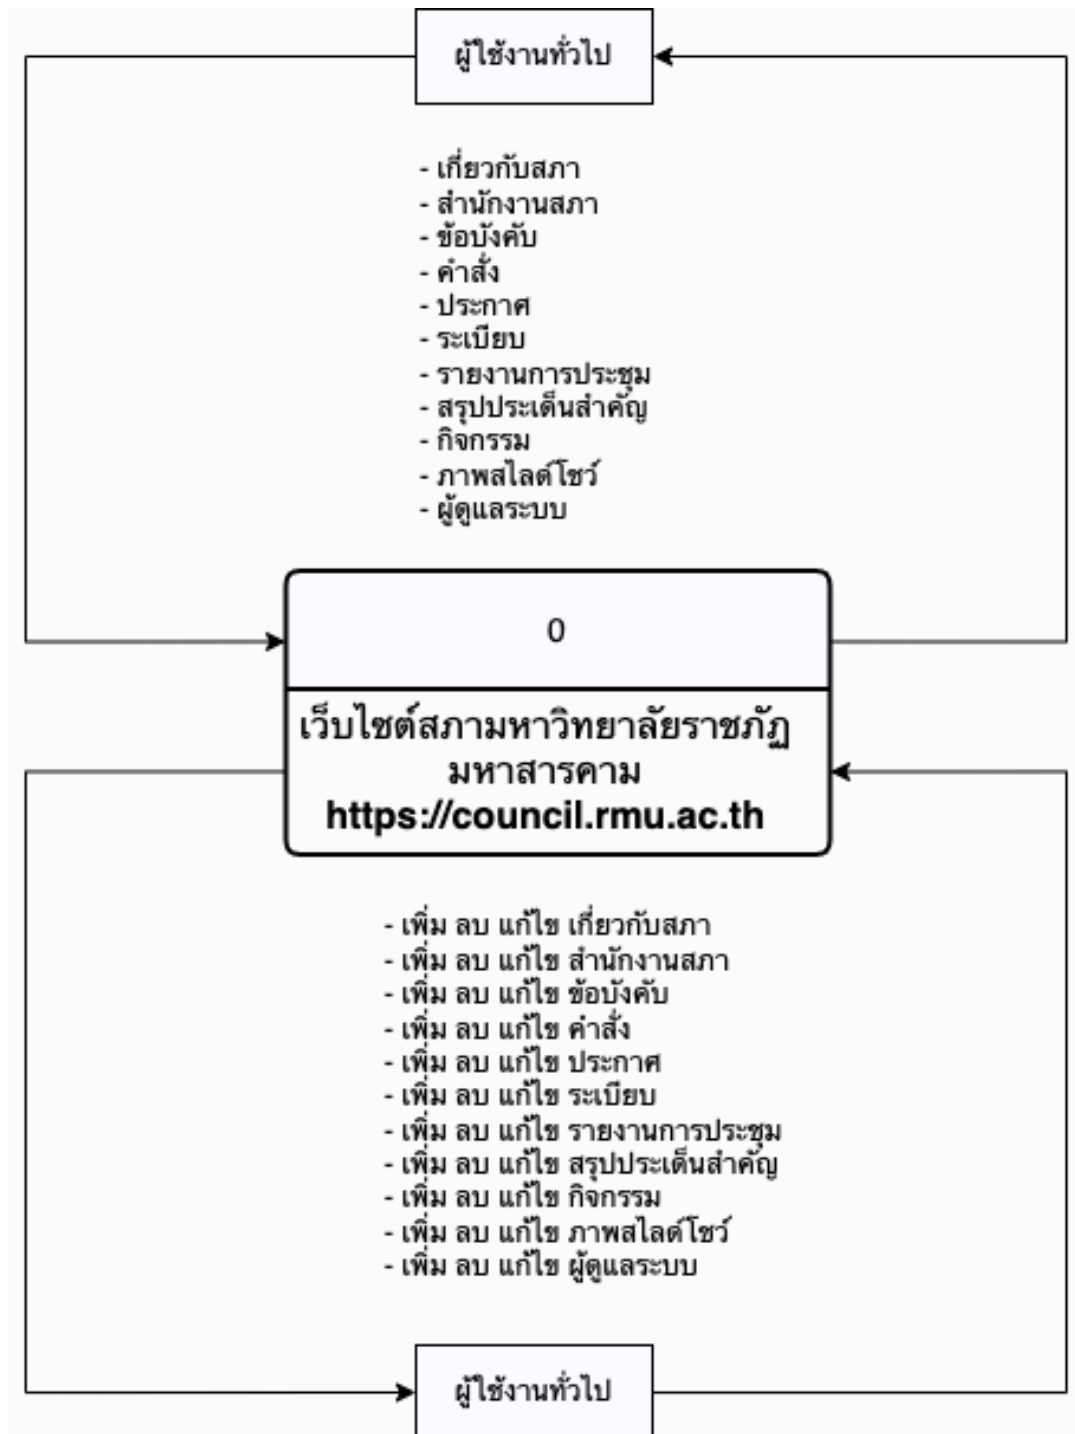 ผู้ใช้งานทั่วไป
- เกี่ยวกับสภา
- สำนักงานสภา
- ข้อบังคับ
- คำสั่ง
- ประกาศ
- ระเบียบ
- รายงานการประชุม
- สรุปประเด็นสำคัญ
- กิจกรรม
- ภาพสไลด์โชว์
- ผู้ดูแลระบบ
0
เว็บไซต์สภามหาวิทยาลัยราชภัฏ
มหาสารคาม
https://council.rmu.ac.th
- เพิ่ม ลบ แก้ไข เกี่ยวกับสภา
- เพิ่ม ลบ แก้ไข สำนักงานสภา
- เพิ่ม ลบ แก้ไข ข้อบังคับ
- เพิ่ม ลบ แก้ไข คำสั่ง
- เพิ่ม ลบ แก้ไข ประกาศ
- เพิ่ม ลบ แก้ไข ระเบียบ
- เพิ่ม ลบ แก้ไข รายงานการประชุม
- เพิ่ม ลบ แก้ไข สรุปประเด็นสำคัญ
- เพิ่ม ลบ แก้ไข กิจกรรม
- เพิ่ม ลบ แก้ไข ภาพสไลด์โชว์
- เพิ่ม ลบ แก้ไข ผู้ดูแลระบบ
ผู้ใช้งานทั่วไป